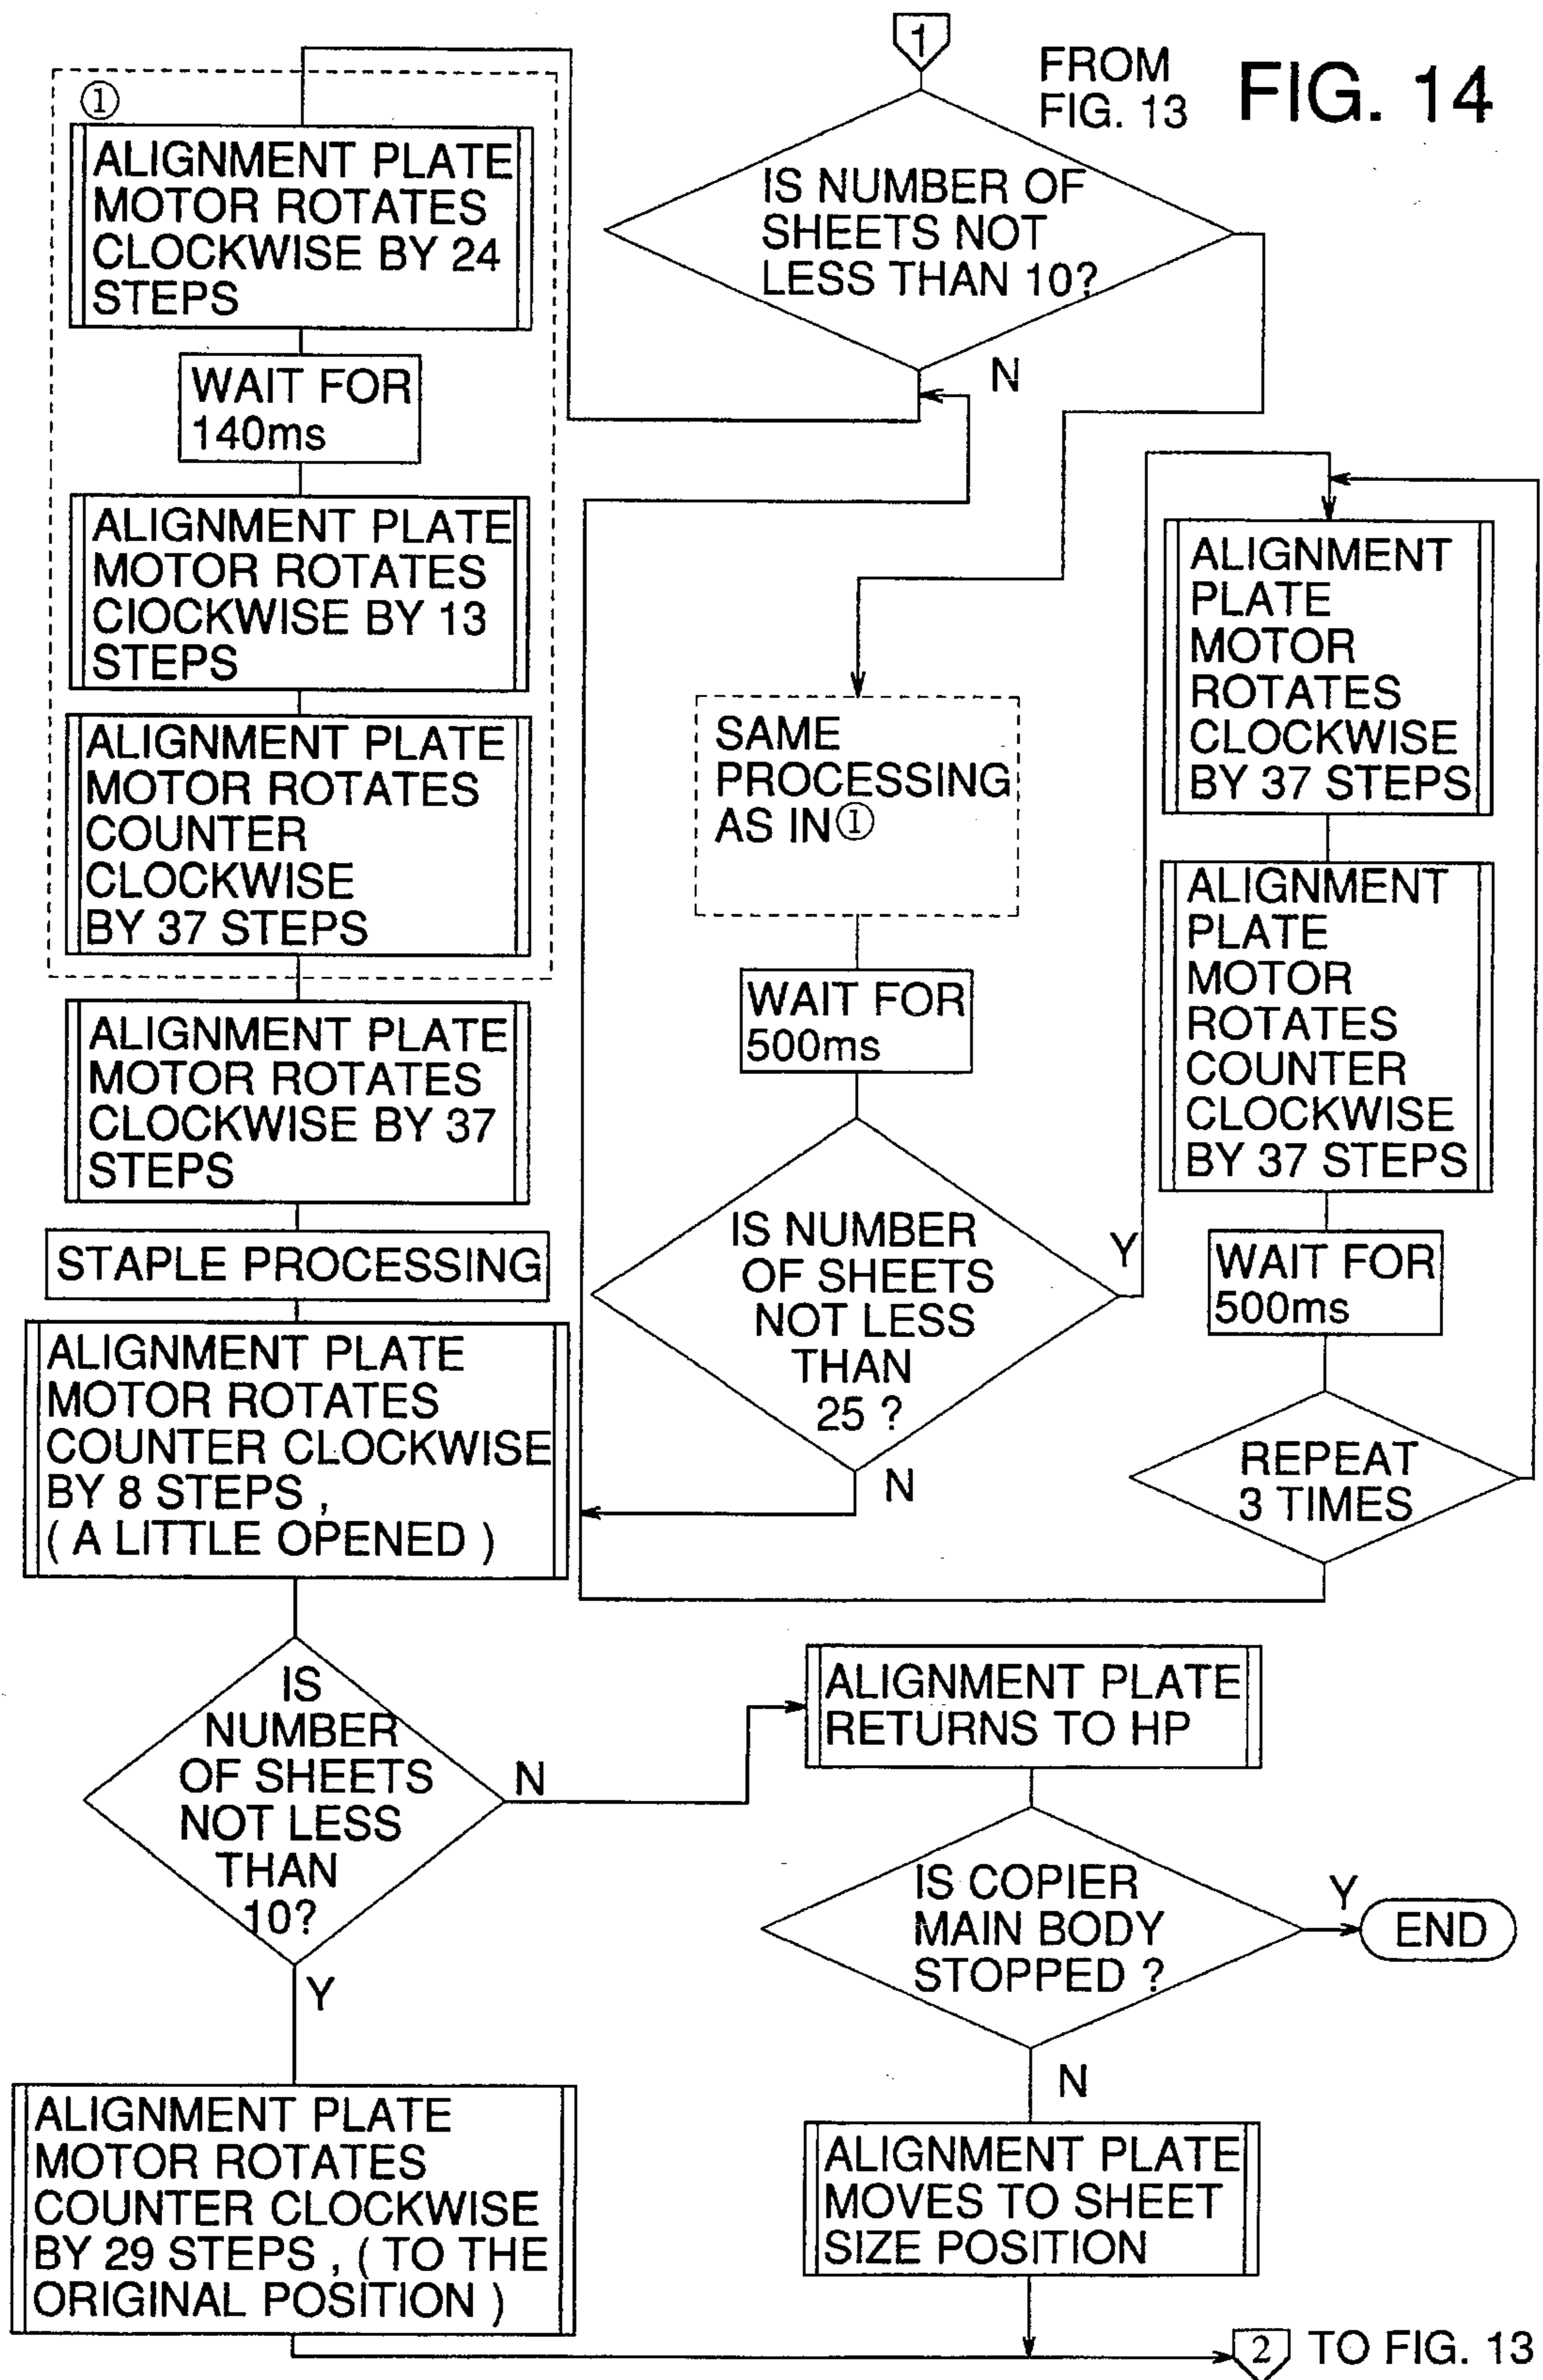 1
FROM
FIG. 13
FIG. 14
IS NUMBER OF
SHEETS NOT
LESS THAN 10?
N
①
ALIGNMENT PLATE
MOTOR ROTATES
CLOCKWISE BY 24
STEPS
WAIT FOR
140ms
ALIGNMENT PLATE
MOTOR ROTATES
CIOCKWISE BY 13
STEPS
ALIGNMENT PLATE
MOTOR ROTATES
COUNTER
CLOCKWISE
BY 37 STEPS
ALIGNMENT PLATE
MOTOR ROTATES
CLOCKWISE BY 37
STEPS
STAPLE PROCESSING
ALIGNMENT PLATE
MOTOR ROTATES
COUNTER CLOCKWISE
BY 8 STEPS ,
( A LITTLE OPENED )
IS
NUMBER
OF SHEETS
NOT LESS
THAN
10?
N
Y
ALIGNMENT PLATE
MOTOR ROTATES
COUNTER CLOCKWISE
BY 29 STEPS , ( TO THE
ORIGINAL POSITION )
SAME
PROCESSING
AS IN ①
WAIT FOR
500ms
IS NUMBER
OF SHEETS
NOT LESS
THAN
25 ?
Y
N
ALIGNMENT
PLATE
MOTOR
ROTATES
CLOCKWISE
BY 37 STEPS
ALIGNMENT
PLATE
MOTOR
ROTATES
COUNTER
CLOCKWISE
BY 37 STEPS
WAIT FOR
500ms
REPEAT
3 TIMES
ALIGNMENT PLATE
RETURNS TO HP
IS COPIER
MAIN BODY
STOPPED ?
Y
END
N
ALIGNMENT PLATE
MOVES TO SHEET
SIZE POSITION
2
TO FIG. 13